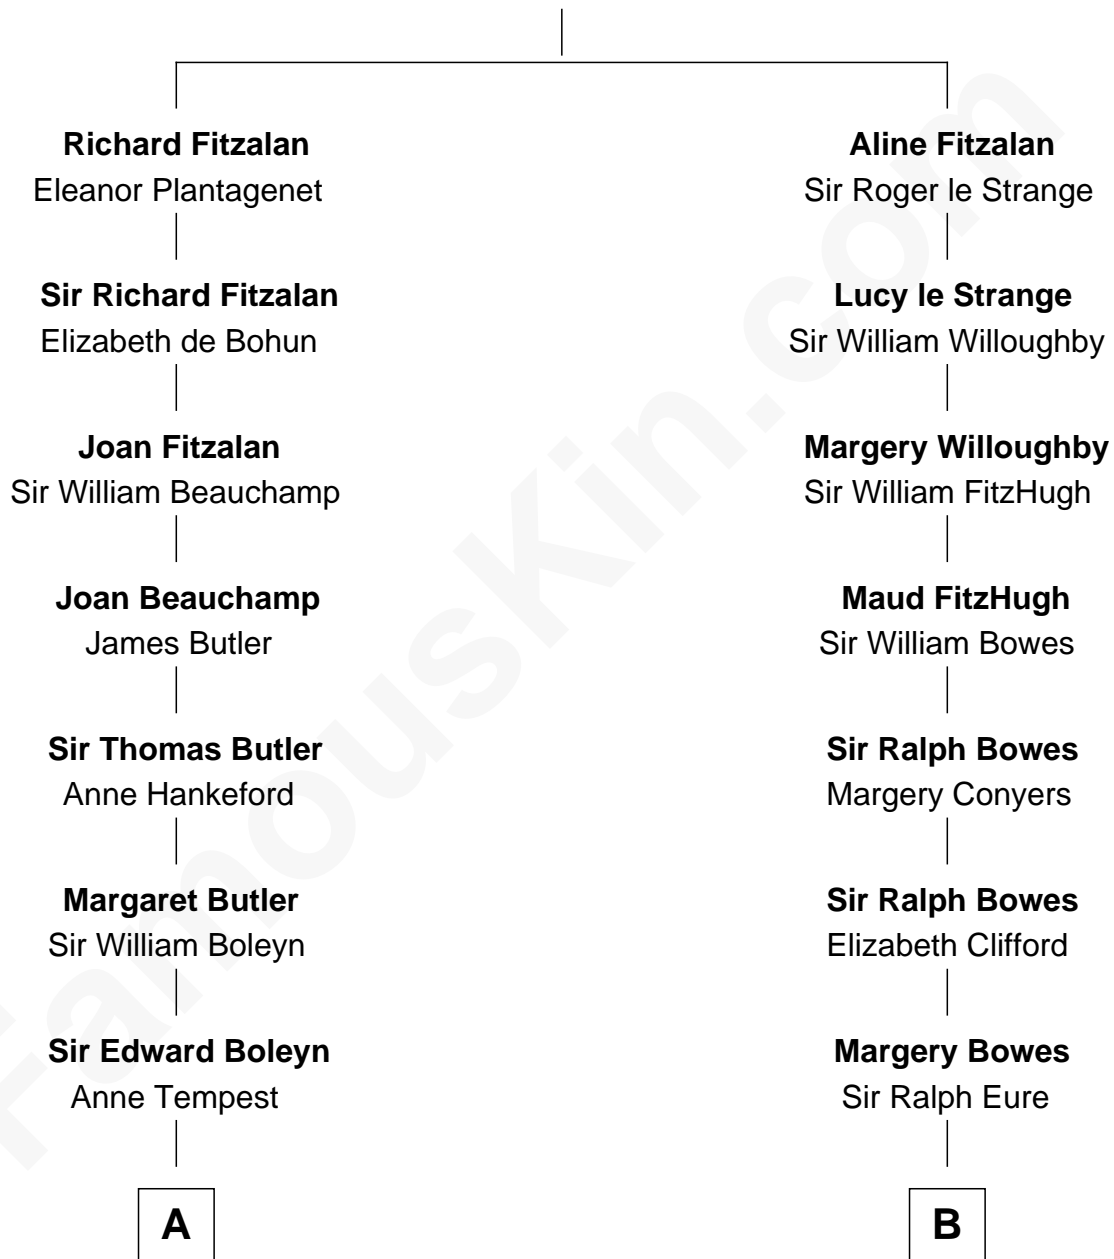 Richard Fitzalan
Eleanor Plantagenet
Sir Richard Fitzalan
Elizabeth de Bohun
Joan Fitzalan
Sir William Beauchamp
Joan Beauchamp
James Butler
Sir Thomas Butler
Anne Hankeford
Margaret Butler
Sir William Boleyn
Sir Edward Boleyn
Anne Tempest
A
Aline Fitzalan
Sir Roger le Strange
Lucy le Strange
Sir William Willoughby
Margery Willoughby
Sir William FitzHugh
Maud FitzHugh
Sir William Bowes
Sir Ralph Bowes
Margery Conyers
Sir Ralph Bowes
Elizabeth Clifford
Margery Bowes
Sir Ralph Eure
B
FamousKin.com